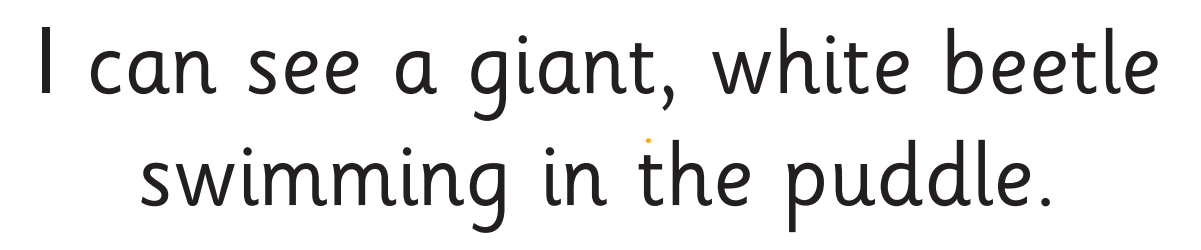 I can see a giant, white beetle
swimming in the puddle.